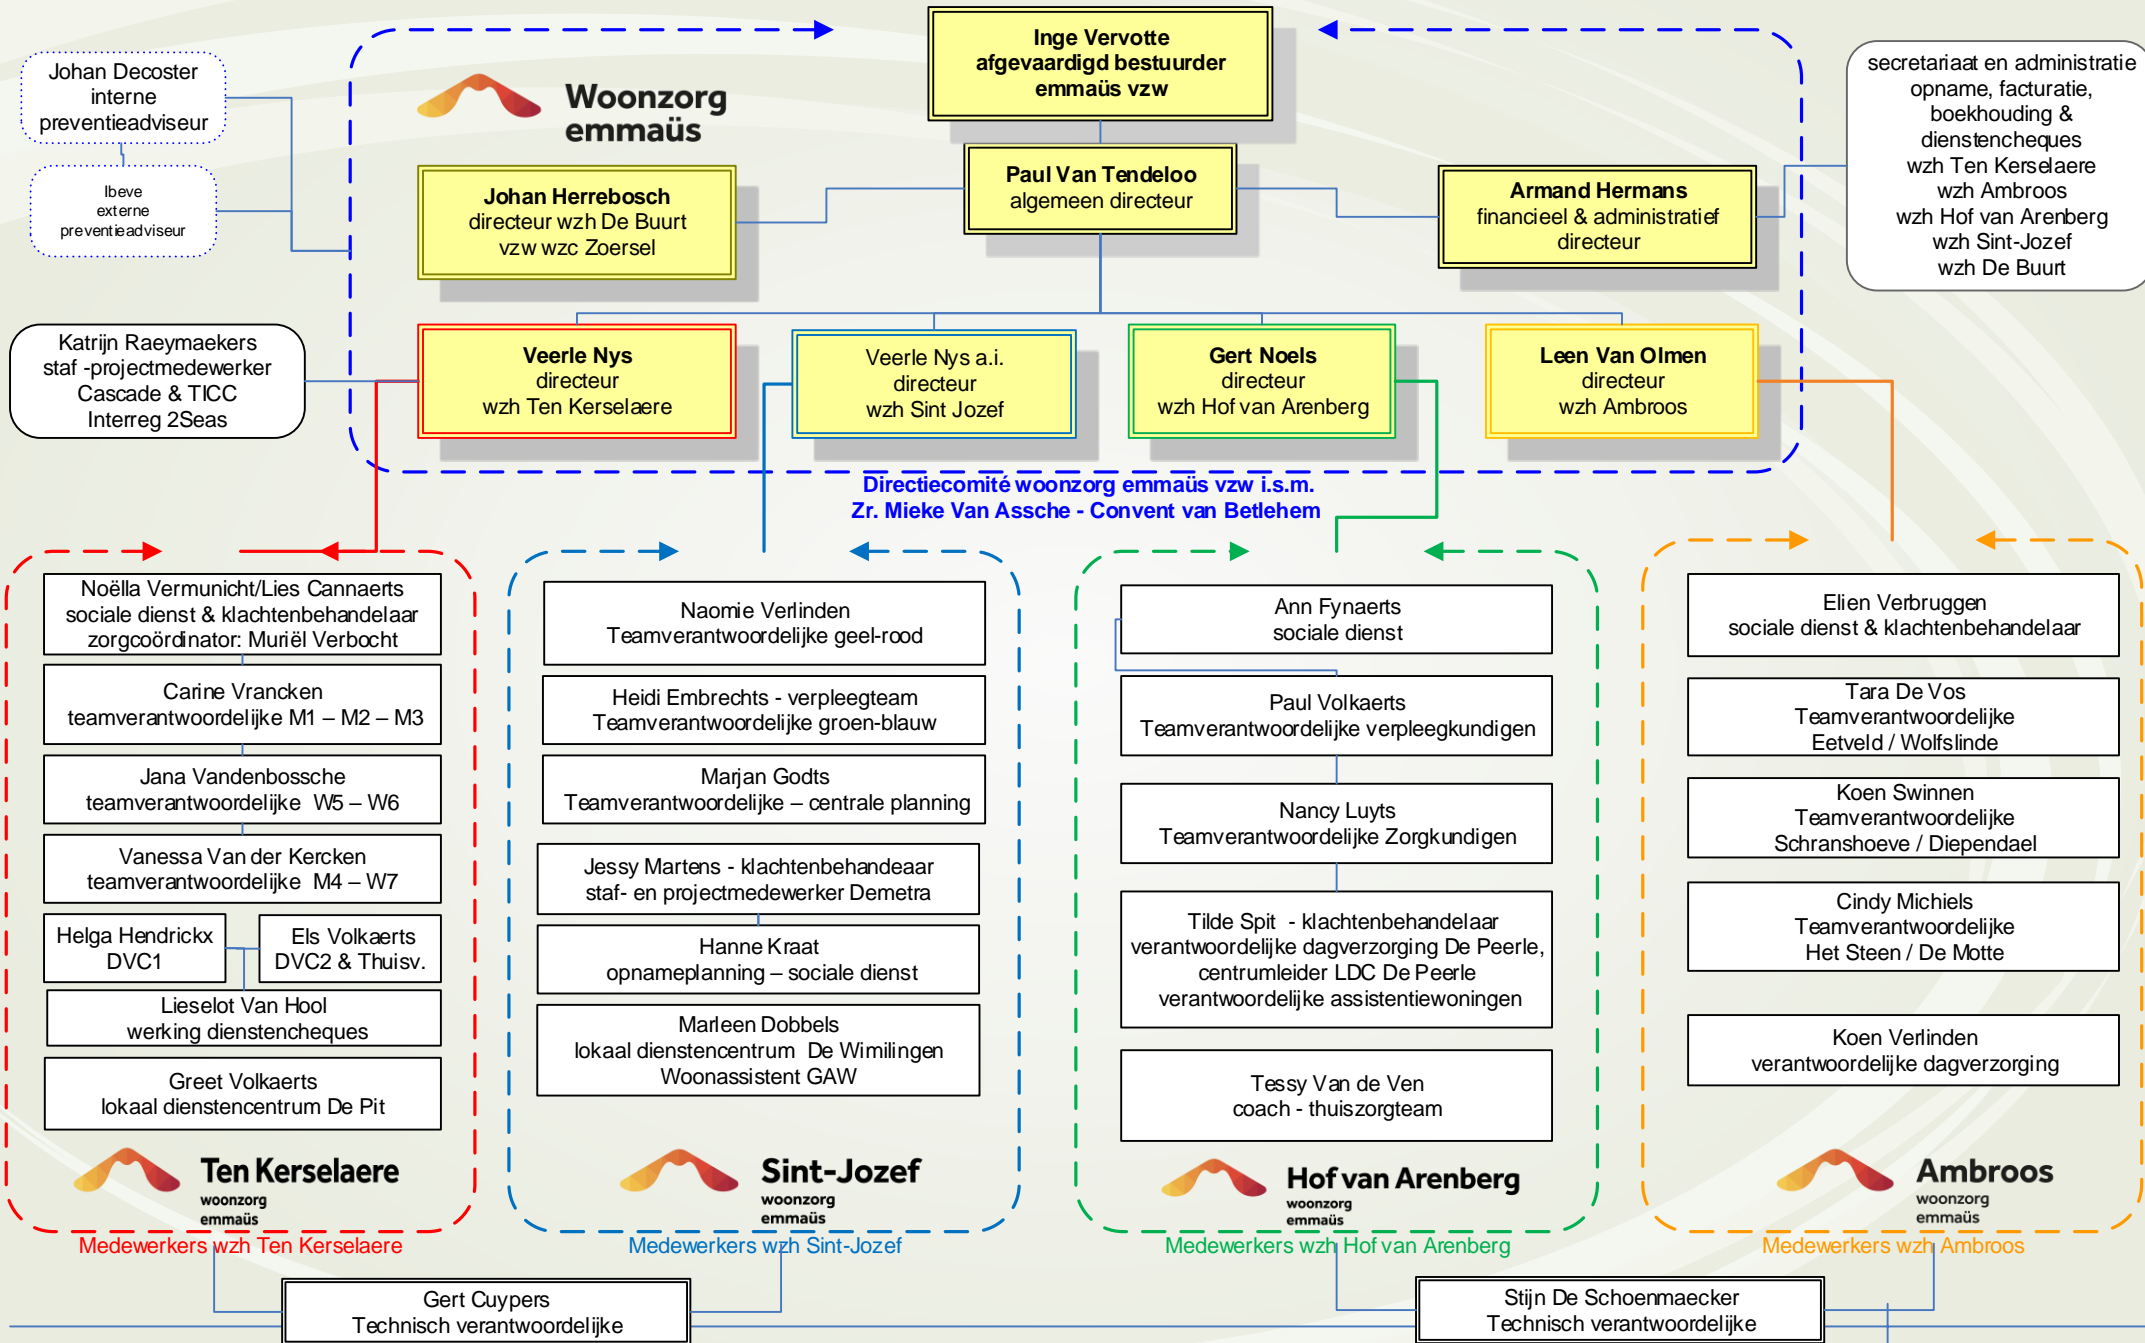 Inge Vervotte
afgevaardigd bestuurder
emmaüs vzw
Johan Decoster
interne
preventieadviseur
Ibeve
externe
preventieadviseur
Woonzorg
emmaüs
Paul Van Tendeloo
algemeen directeur
Johan Herrebosch
directeur wzh De Buurt
vzw wzc Zoersel
Armand Hermans
financieel & administratief
directeur
secretariaat en administratie
opname, facturatie,
boekhouding &
dienstencheques
wzh Ten Kerselaere
wzh Ambroos
wzh Hof van Arenberg
wzh Sint-Jozef
wzh De Buurt
Katrijn Raeymaekers
staf -projectmedewerker
Cascade & TICC
Interreg 2Seas
Veerle Nys
directeur
wzh Ten Kerselaere
Veerle Nys a.i.
directeur
wzh Sint Jozef
Gert Noels
directeur
wzh Hof van Arenberg
Leen Van Olmen
directeur
wzh Ambroos
Directiecomité woonzorg emmaüs vzw i.s.m.
Zr. Mieke Van Assche - Convent van Betlehem
Noëlla Vermunicht/Lies Cannaerts
sociale dienst & klachtenbehandelaar
zorgcoördinator: Muriël Verbocht
Carine Vrancken
teamverantwoordelijke M1 – M2 – M3
Jana Vandenbossche
teamverantwoordelijke W5 – W6
Vanessa Van der Kercken
teamverantwoordelijke M4 – W7
Helga Hendrickx
DVC1
Els Volkaerts
DVC2 & Thuisv.
Lieselot Van Hool
werking dienstencheques
Greet Volkaerts
lokaal dienstencentrum De Pit
Ten Kerselaere
woonzorg
emmaüs
Medewerkers wzh Ten Kerselaere
Naomie Verlinden
Teamverantwoordelijke geel-rood
Heidi Embrechts - verpleegteam
Teamverantwoordelijke groen-blauw
Marjan Godts
Teamverantwoordelijke – centrale planning
Jessy Martens - klachtenbehandeaar
staf- en projectmedewerker Demetra
Hanne Kraat
opnameplanning – sociale dienst
Marleen Dobbels
lokaal dienstencentrum De Wimilingen
Woonassistent GAW
Sint-Jozef
woonzorg
emmaüs
Medewerkers wzh Sint-Jozef
Ann Fynaerts
sociale dienst
Paul Volkaerts
Teamverantwoordelijke verpleegkundigen
Nancy Luyts
Teamverantwoordelijke Zorgkundigen
Tilde Spit - klachtenbehandelaar
verantwoordelijke dagverzorging De Peerle,
centrumleider LDC De Peerle
verantwoordelijke assistentiewoningen
Tessy Van de Ven
coach - thuiszorgteam
Hof van Arenberg
woonzorg
emmaüs
Medewerkers wzh Hof van Arenberg
Elien Verbruggen
sociale dienst & klachtenbehandelaar
Tara De Vos
Teamverantwoordelijke
Eetveld / Wolfslinde
Koen Swinnen
Teamverantwoordelijke
Schranshoeve / Diependael
Cindy Michiels
Teamverantwoordelijke
Het Steen / De Motte
Koen Verlinden
verantwoordelijke dagverzorging
Ambroos
woonzorg
emmaüs
Medewerkers wzh Ambroos
Gert Cuypers
Technisch verantwoordelijke
Stijn De Schoenmaecker
Technisch verantwoordelijke